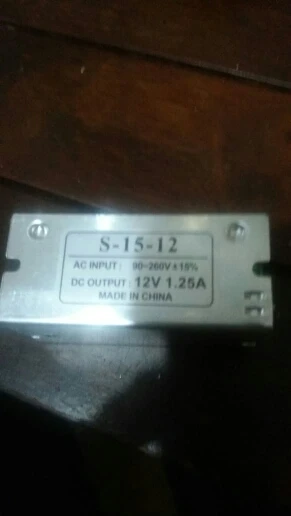 S-15-12
AC INPUT: 90~260V±15%
DC OUTPUT: 12V 1.25A
MADE IN CHINA